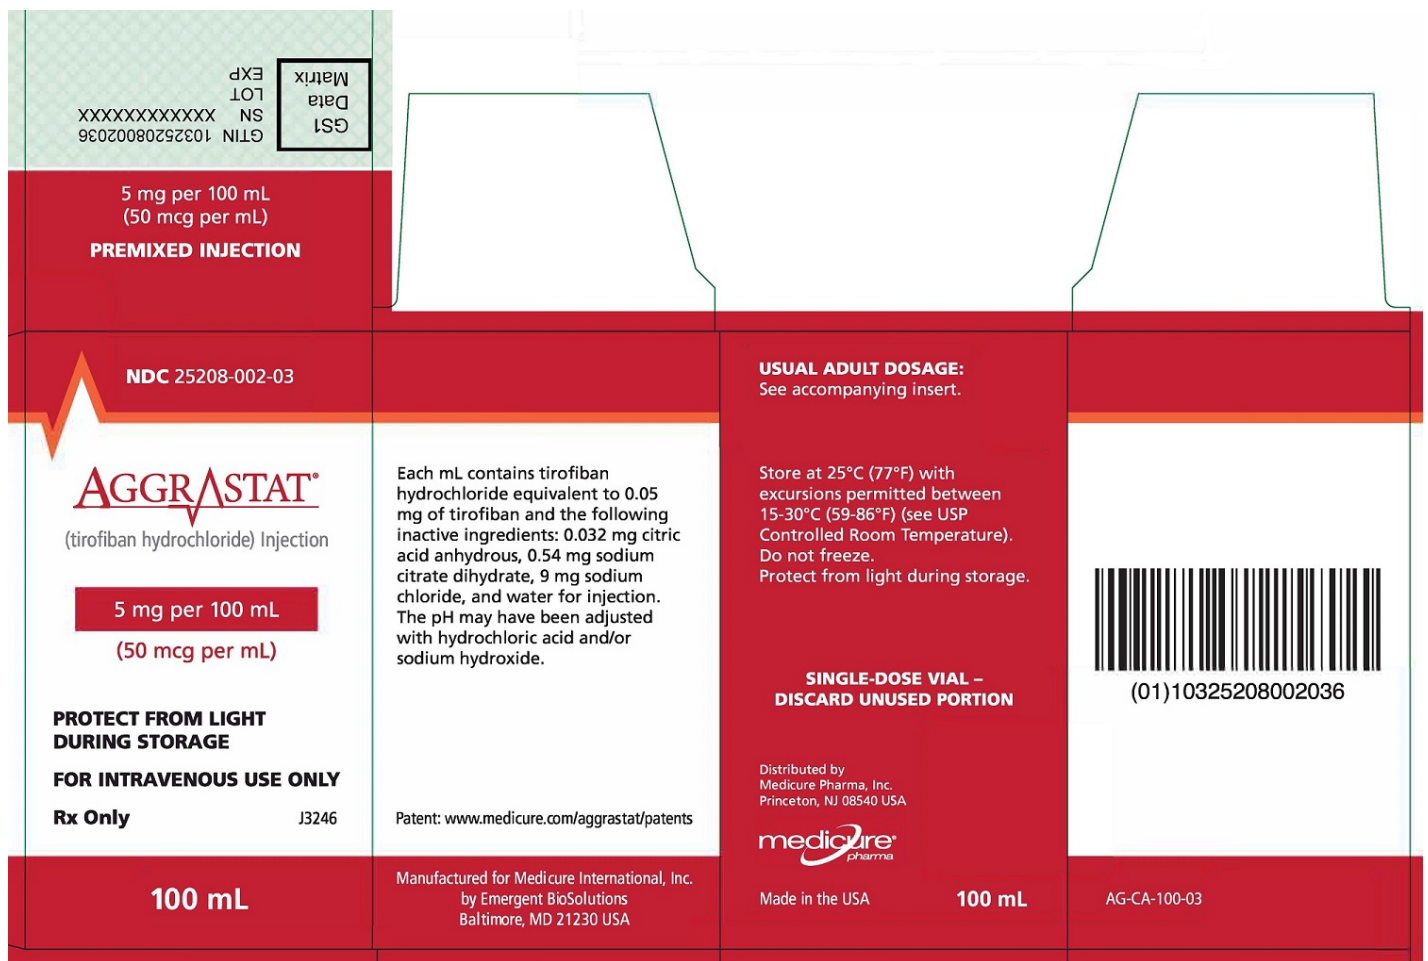 GS1
Data
Matrix
GTIN 10325208002036
SN XXXXXXXXXXXXX
LOT
EXP
5 mg per 100 mL
(50 mcg per mL)
PREMIXED INJECTION
NDC 25208-002-03
AGGRASTAT®
(tirofiban hydrochloride) Injection
5 mg per 100 mL
(50 mcg per mL)
PROTECT FROM LIGHT
DURING STORAGE
FOR INTRAVENOUS USE ONLY
Rx Only J3246
100 mL
Each mL contains tirofiban
hydrochloride equivalent to 0.05
mg of tirofiban and the following
inactive ingredients: 0.032 mg citric
acid anhydrous, 0.54 mg sodium
citrate dihydrate, 9 mg sodium
chloride, and water for injection.
The pH may have been adjusted
with hydrochloric acid and/or
sodium hydroxide.
Patent: www.medicure.com/aggrastat/patents
Manufactured for Medicure International, Inc.
by Emergent BioSolutions
Baltimore, MD 21230 USA
USUAL ADULT DOSAGE:
See accompanying insert.
Store at 25°C (77°F) with
excursions permitted between
15-30°C (59-86°F) (see USP
Controlled Room Temperature).
Do not freeze.
Protect from light during storage.
SINGLE-DOSE VIAL –
DISCARD UNUSED PORTION
Distributed by
Medicure Pharma, Inc.
Princeton, NJ 08540 USA
medicure®
pharma
Made in the USA 100 mL
(01)10325208002036
AG-CA-100-03